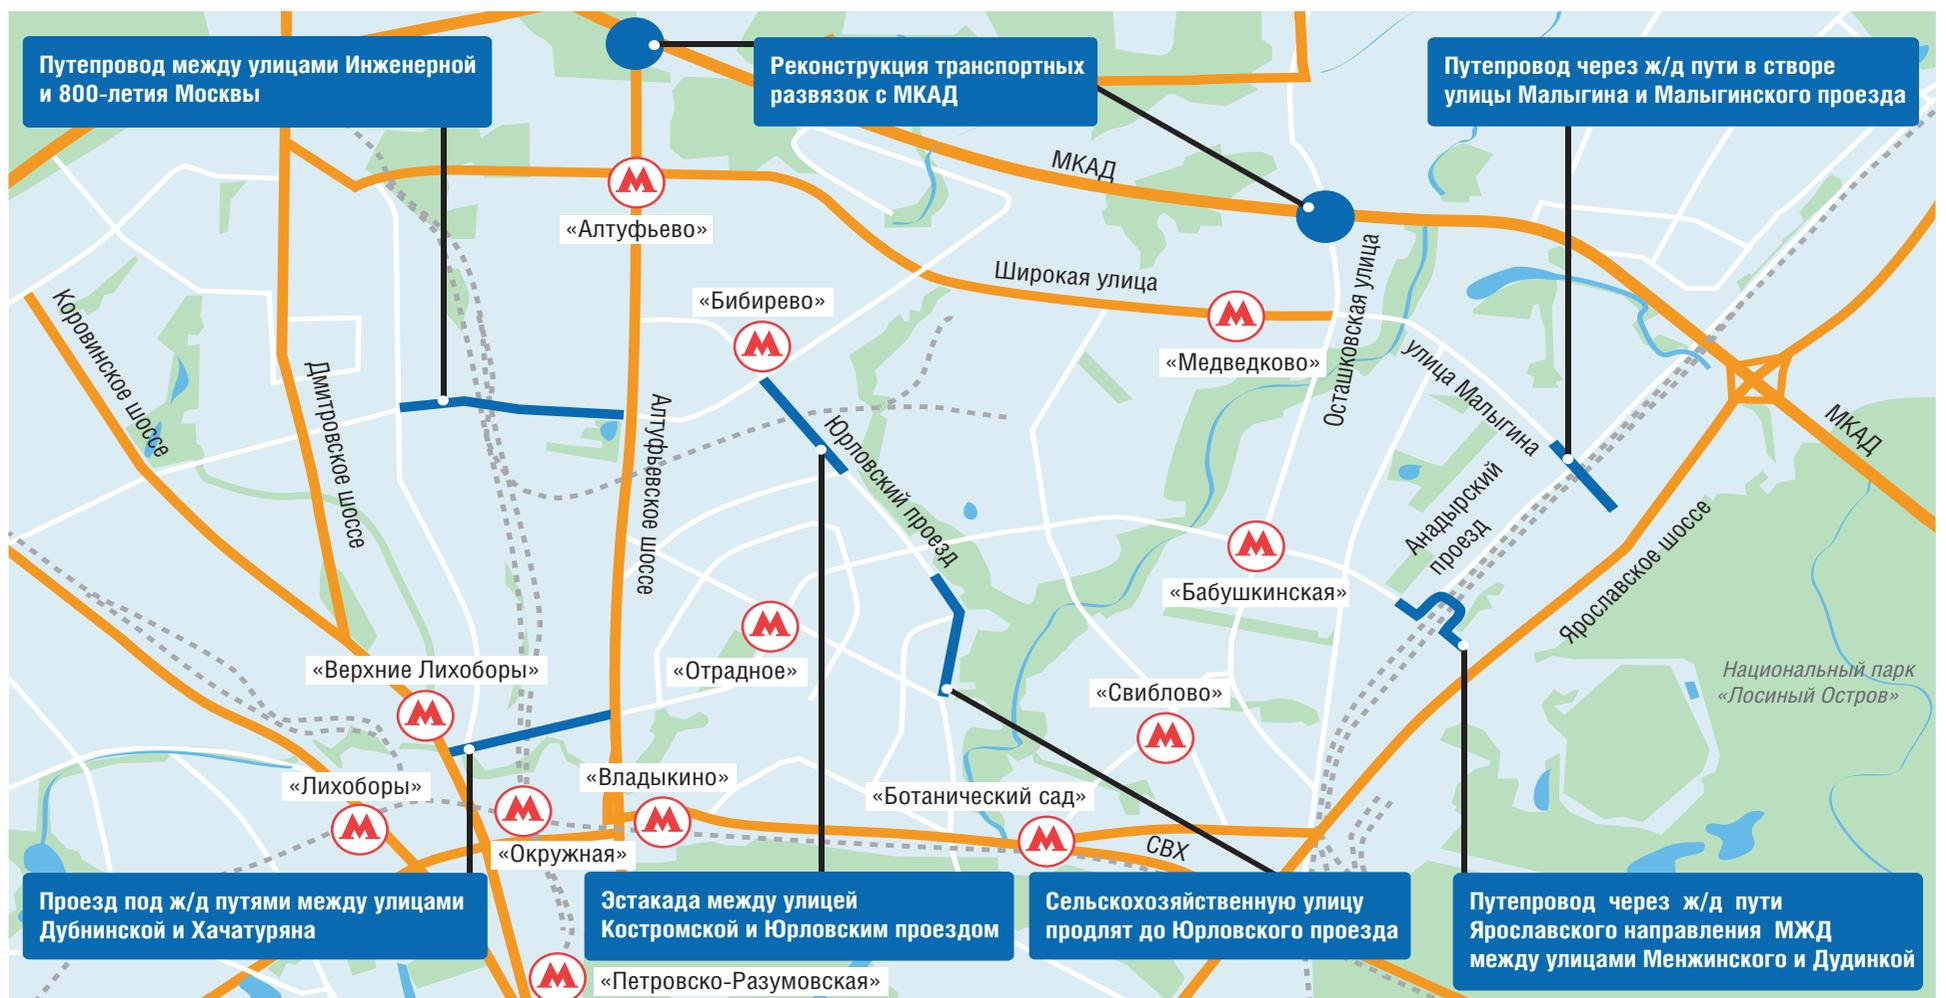 Путепровод между улицами Инженерной
и 800-летия Москвы
Реконструкция транспортных
развязок с МКАД
Путепровод через ж/д пути в створе
улицы Малыгина и Малыгинского проезда
МКАД
«Алтуфьево»
Широкая улица
Осташковская улица
«Бибирево»
«Медведково»
Коровинское шоссе
Дмитровское шоссе
Алтуфьевское шоссе
Юрловский проезд
улица Малыгина
МКАД
Анадырский
проезд
Ярославское шоссе
«Бабушкинская»
«Отрадное»
«Верхние Лихоборы»
«Свиблово»
Национальный парк
«Лосиный Остров»
«Лихоборы»
«Владыкино»
«Ботанический сад»
«Окружная»
СВХ
Проезд под ж/д путями между улицами
Дубнинской и Хачатуряна
Эстакада между улицей
Костромской и Юрловским проездом
Сельскохозяйственную улицу
продлят до Юрловского проезда
Путепровод через ж/д пути
Ярославского направления МЖД
между улицами Менжинского и Дудинкой
«Петровско-Разумовская»